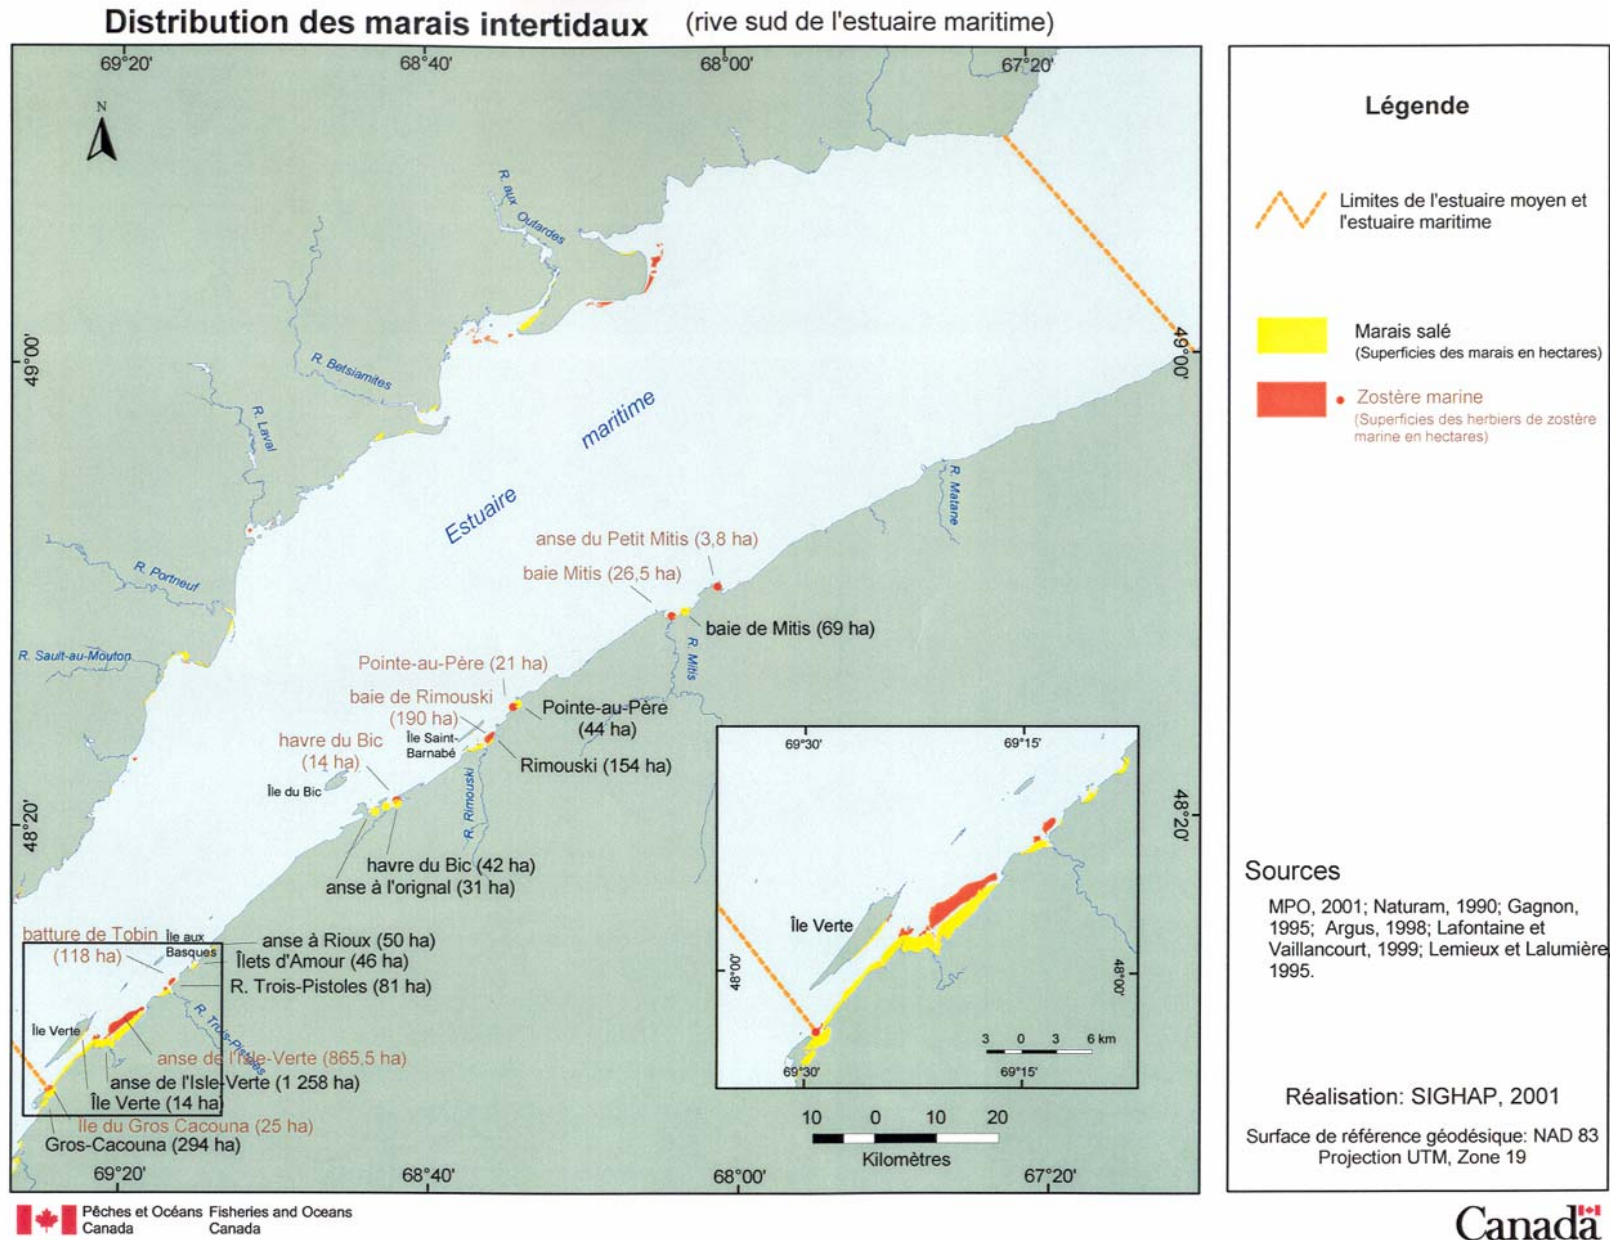 Distribution des marais intertidaux (rive sud de l'estuaire maritime)
69°20'
68°40'
68°00'
67°20'
N
R. aux Outardes
R. Betsiamites
R. Laval
R. Portneuf
R. Sault-au-Mouton
49°00'
49°00'
Estuaire maritime
R. Matane
anse du Petit Mitis (3,8 ha)
baie Mitis (26,5 ha)
baie de Mitis (69 ha)
R. Mitis
Pointe-au-Père (21 ha)
baie de Rimouski
(190 ha)
Pointe-au-Père
(44 ha)
havre du Bic
(14 ha)
Île Saint-
Barnabé
Rimouski (154 ha)
Île du Bic
R. Rimouski
48°20'
48°20'
havre du Bic (42 ha)
anse à l'orignal (31 ha)
batture de Tobin
(118 ha)
Île aux
Basques
anse à Rioux (50 ha)
Îlets d'Amour (46 ha)
R. Trois-Pistoles (81 ha)
R. Trois-Pistoles
Île Verte
anse de l'Isle-Verte (865,5 ha)
anse de l'Isle-Verte (1 258 ha)
Île Verte (14 ha)
Île du Gros Cacouna (25 ha)
Gros-Cacouna (294 ha)
69°20'
68°40'
68°00'
67°20'
69°30'
69°15'
Île Verte
48°00'
48°00'
3 0 3 6 km
69°30'
69°15'
10 0 10 20
Kilomètres
Légende
Limites de l'estuaire moyen et
l'estuaire maritime
Marais salé
(Superficies des marais en hectares)
Zostère marine
(Superficies des herbiers de zostère
marine en hectares)
Sources
MPO, 2001; Naturam, 1990; Gagnon,
1995; Argus, 1998; Lafontaine et
Vaillancourt, 1999; Lemieux et Lalumière
1995.
Réalisation: SIGHAP, 2001
Surface de référence géodésique: NAD 83
Projection UTM, Zone 19
Pêches et Océans Fisheries and Oceans
Canada Canada
Canada